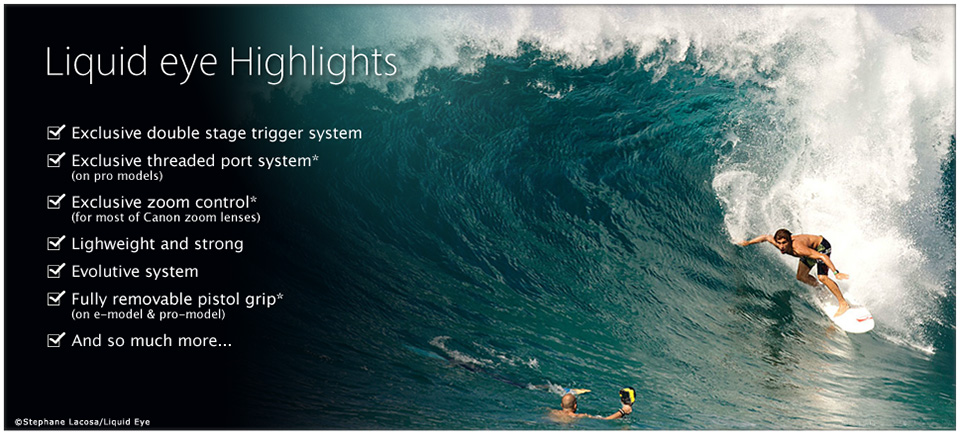 Liquid eye Highlights
Exclusive double stage trigger system
Exclusive threaded port system*
(on pro models)
Exclusive zoom control*
(for most of Canon zoom lenses)
Lighweight and strong
Evolutive system
Fully removable pistol grip*
(on e-model & pro-model)
And so much more...
©Stephane Lacosa/Liquid Eye